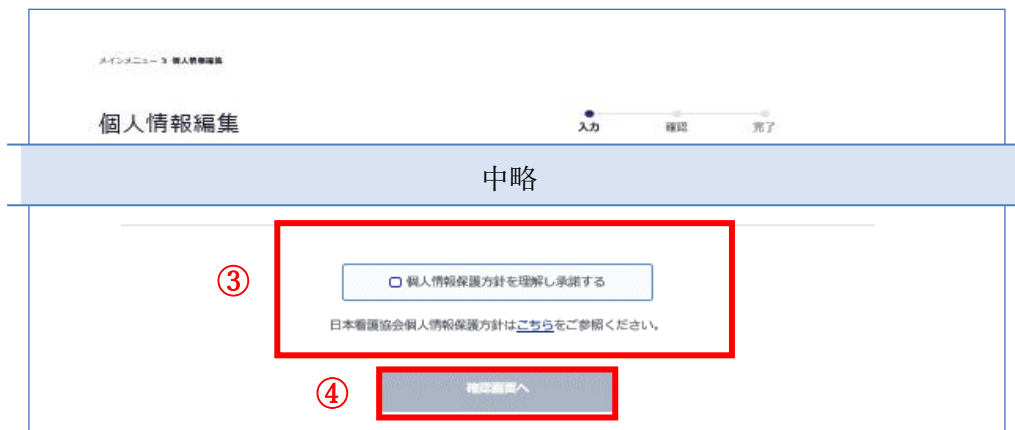 メインメニュー > 個人情報編集
個人情報編集
入力 確認 完了
中略
③
個人情報保護方針を理解し承諾する
日本看護協会個人情報保護方針はこちらをご参照ください。
④
確認画面へ